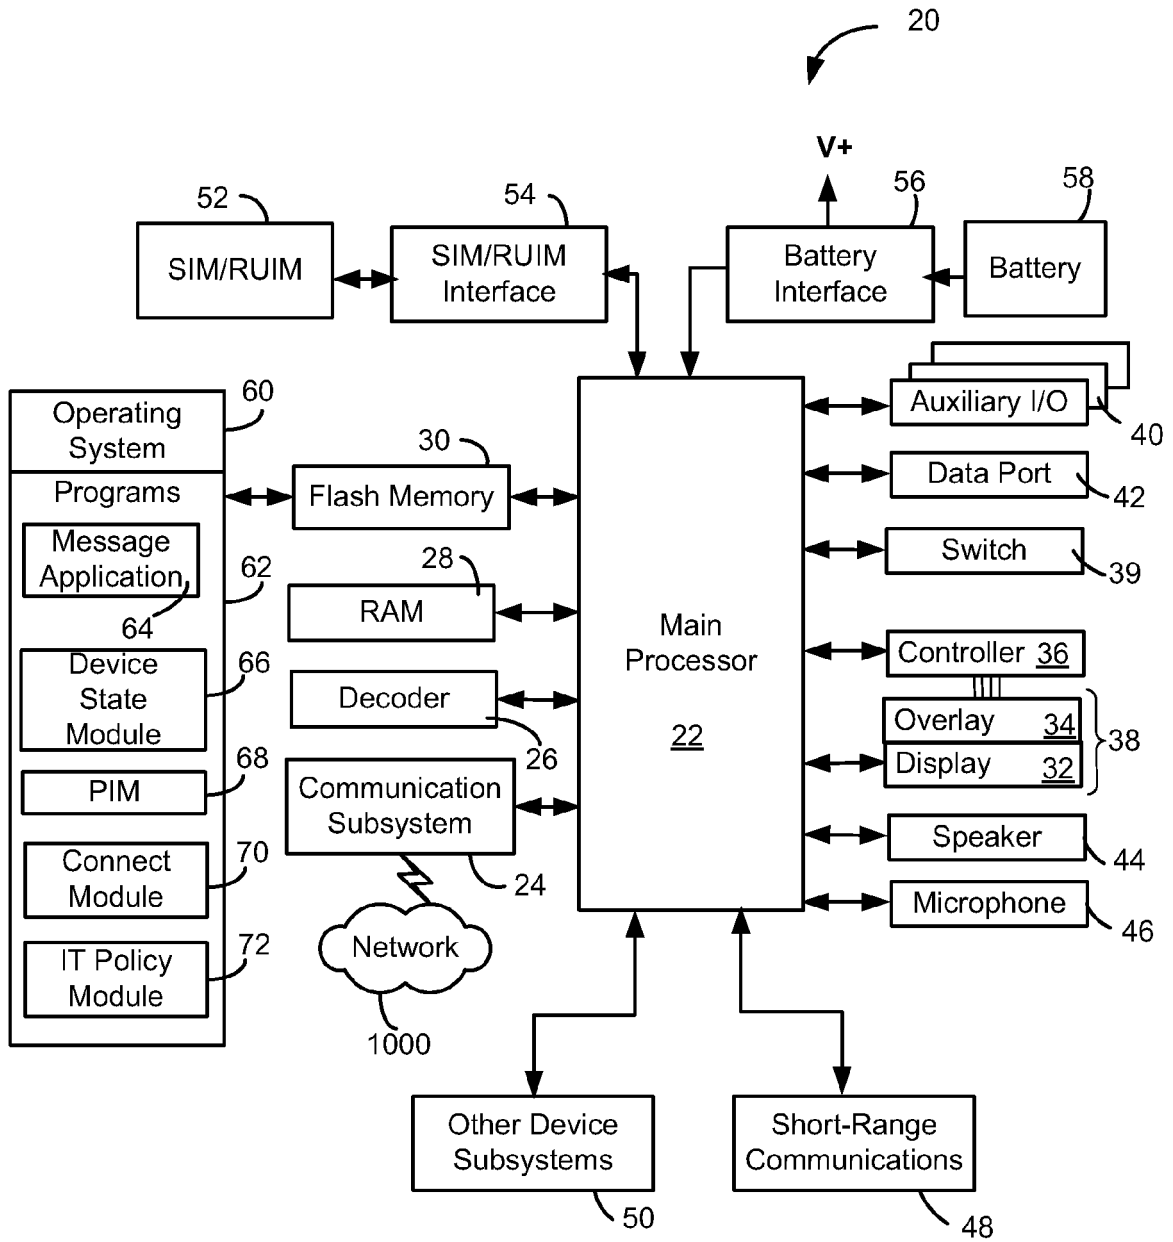 20
V+
52
54
56
58
SIM/RUIM
SIM/RUIM
Interface
Battery
Interface
Battery
60
Operating
System
Programs
Message
Application
64
62
Device
State
Module
66
PIM
68
Connect
Module
70
IT Policy
Module
72
30
Flash Memory
28
RAM
Decoder
26
Communication
Subsystem
24
Network
1000
Main
Processor
22
Auxiliary I/O
40
Data Port
42
Switch
39
Controller 36
Overlay 34
38
Display 32
Speaker
44
Microphone
46
Other Device
Subsystems
50
Short-Range
Communications
48